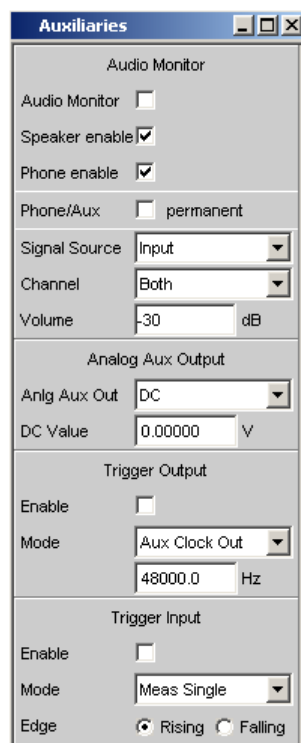 Auxiliaries
Audio Monitor
Audio Monitor
Speaker enable
Phone enable
Phone/Aux permanent
Signal Source Input
Channel Both
Volume -30 dB
Analog Aux Output
Anlg Aux Out DC
DC Value 0.00000 V
Trigger Output
Enable
Mode Aux Clock Out
48000.0 Hz
Trigger Input
Enable
Mode Meas Single
Edge Rising Falling